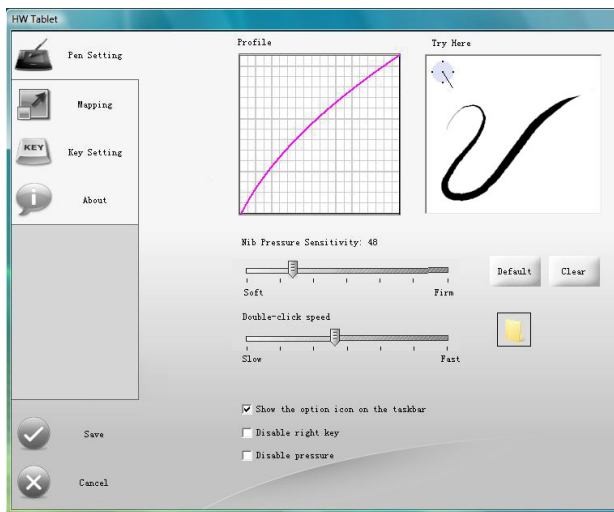 HW Tablet
Pen Setting
Mapping
KEY
Key Setting
About
Save
Cancel
Profile
Try Here
Nib Pressure Sensitivity: 48
Soft Firm
Default Clear
Double-click speed
Slow Fast
Show the option icon on the taskbar
Disable right key
Disable pressure